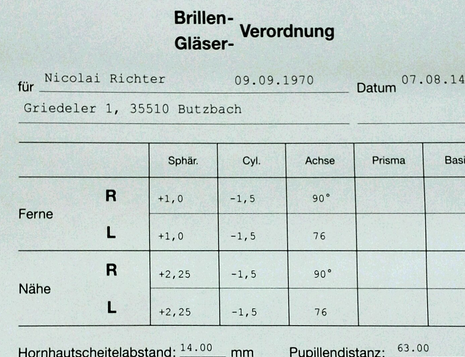 Brillen-
Gläser- Verordnung
für Nicolai Richter 09.09.1970 Datum 07.08.14
Griedeler 1, 35510 Butzbach
Sphär. Cyl. Achse Prisma
Ferne
R +1,0 -1,5 90°
L +1,0 -1,5 76
Nähe
R +2,25 -1,5 90°
L +2,25 -1,5 76
Hornhautscheitelabstand: 14.00 mm Pupillendistanz: 63.00